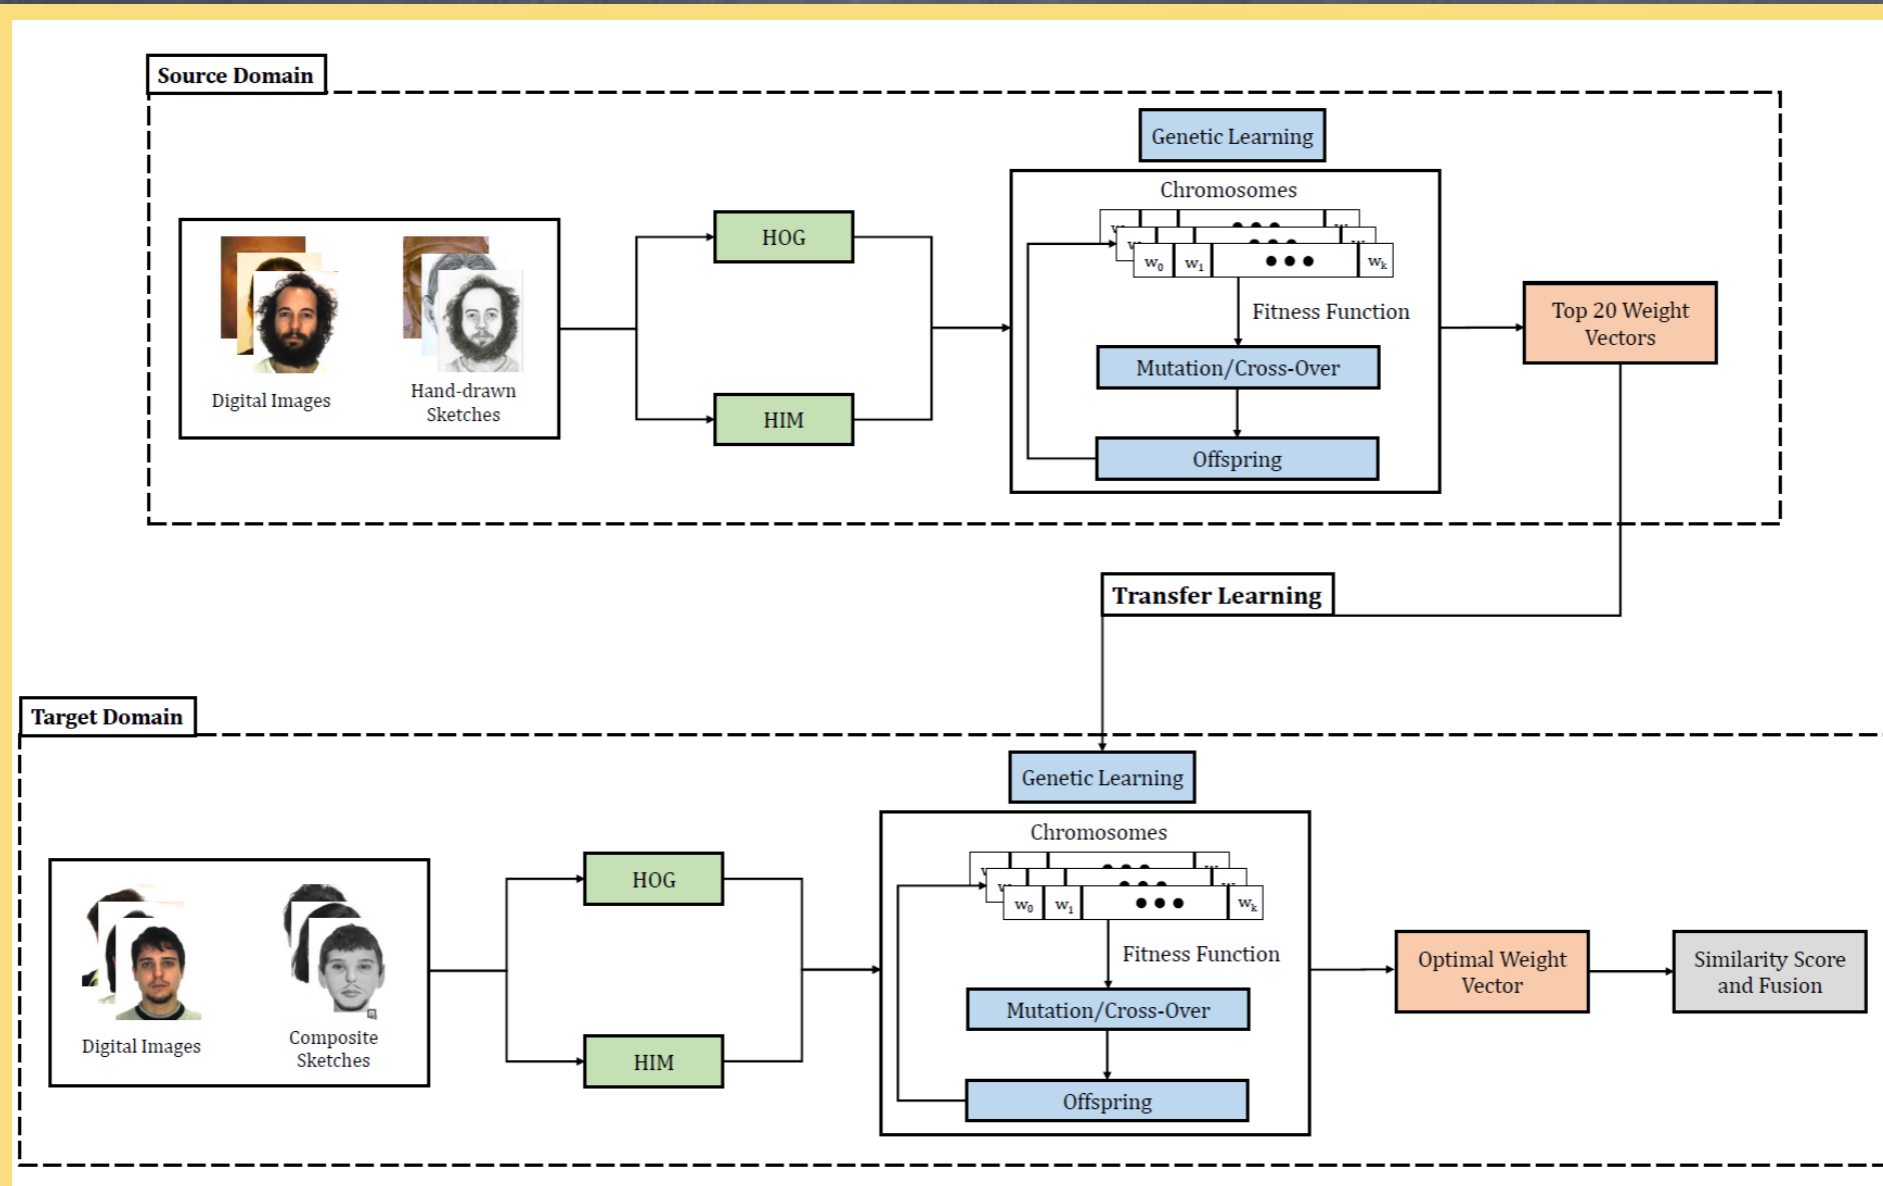 Source Domain
Genetic Learning
Chromosomes
w0 w1 wk
HOG
HIM
Digital Images
Hand-drawn
Sketches
Fitness Function
Mutation/Cross-Over
Offspring
Top 20 Weight
Vectors
Transfer Learning
Target Domain
Genetic Learning
Chromosomes
w0 w1 wk
HOG
HIM
Digital Images
Composite
Sketches
Fitness Function
Mutation/Cross-Over
Offspring
Optimal Weight
Vector
Similarity Score
and Fusion